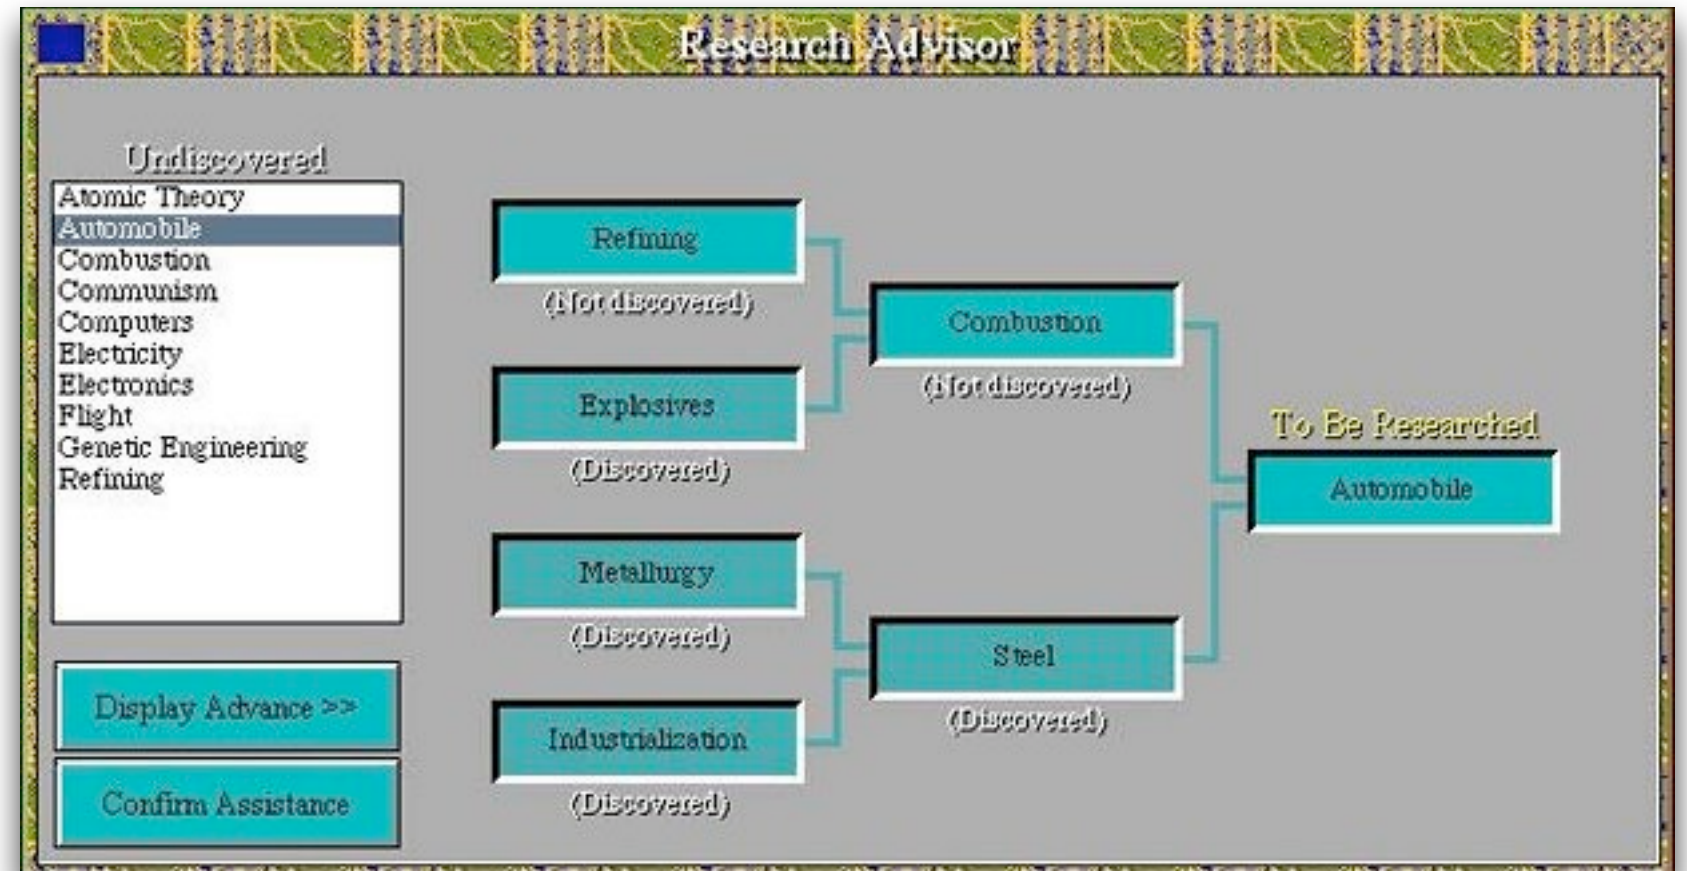 Research Advisor
Undiscovered
Atomic Theory
Automobile
Combustion
Communism
Computers
Electricity
Electronics
Flight
Genetic Engineering
Refining
Display Advance >>
Confirm Assistance
Refining
(Not discovered)
Explosives
(Discovered)
Metallurgy
(Discovered)
Industrialization
(Discovered)
Combustion
(Not discovered)
Steel
(Discovered)
To Be Researched
Automobile